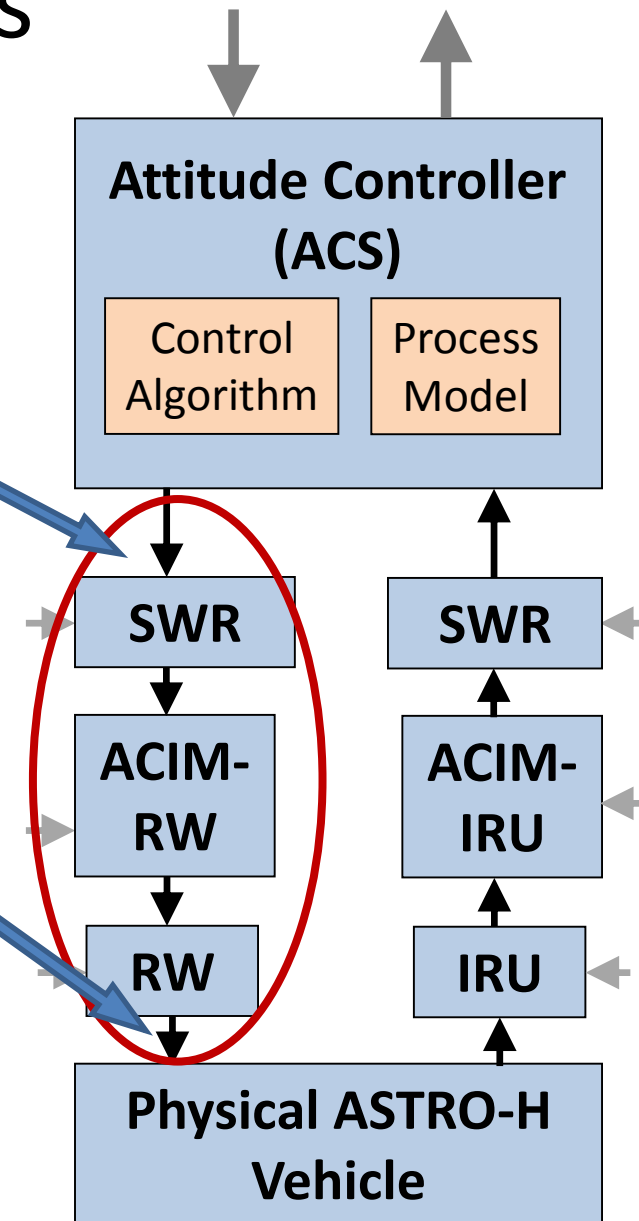 s
Attitude Controller
(ACS)
Control
Algorithm
Process
Model
SWR
SWR
ACIM-
RW
ACIM-
IRU
RW
IRU
Physical ASTRO-H
Vehicle